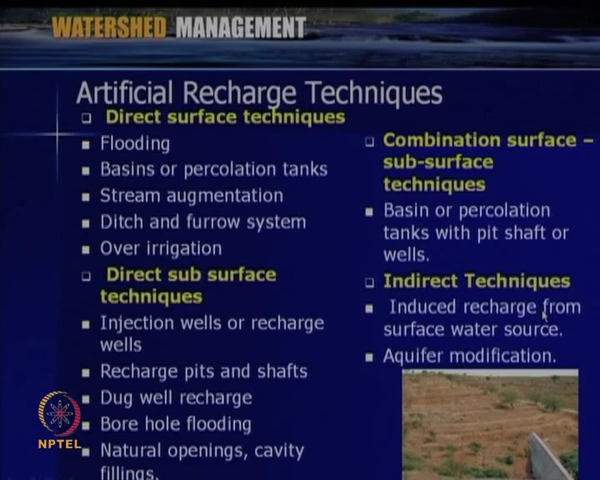 WATERSHED MANAGEMENT
Artificial Recharge Techniques
Direct surface techniques
Flooding
Basins or percolation tanks
Stream augmentation
Ditch and furrow system
Over irrigation
Direct sub surface
techniques
Injection wells or recharge
wells
Recharge pits and shafts
Dug well recharge
Bore hole flooding
Natural openings, cavity
fillings.
Combination surface –
sub-surface
techniques
Basin or percolation
tanks with pit shaft or
wells.
Indirect Techniques
Induced recharge from
surface water source.
Aquifer modification.
NPTEL